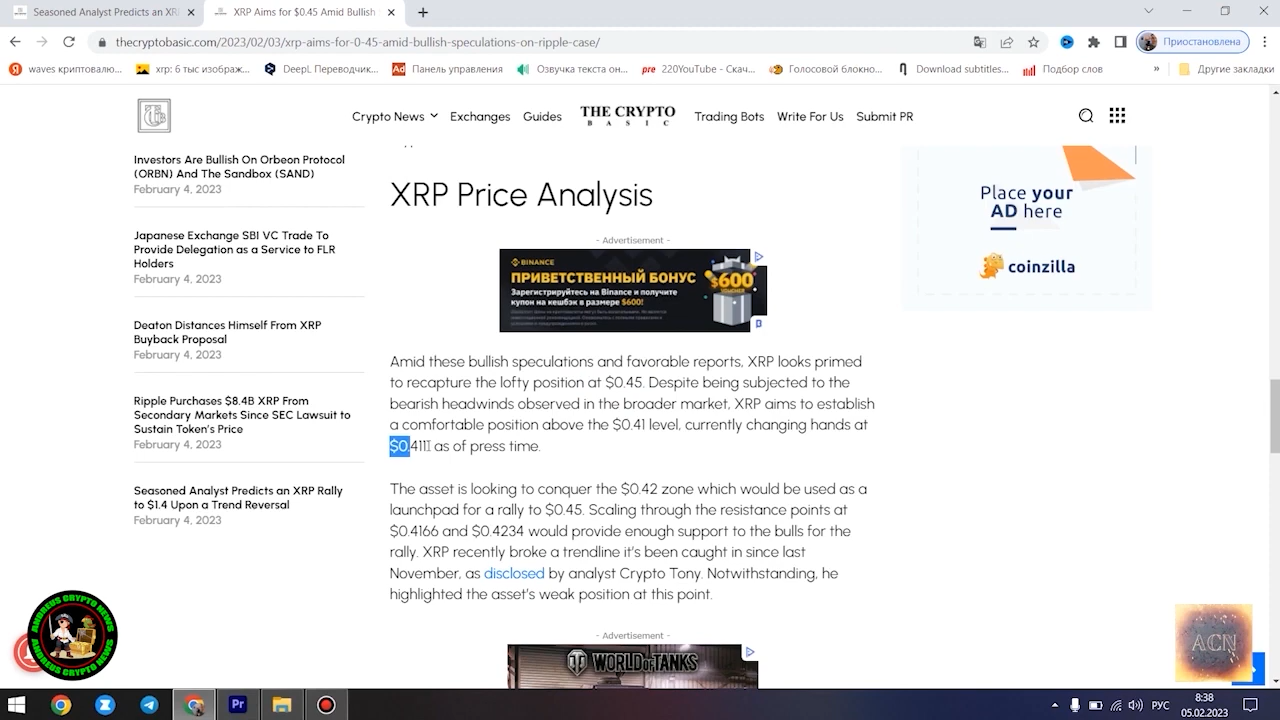 Seasoned Analyst Predicts an XRI
XRP Aims for $0.45 Amid Bullish
thecryptobasic.com/2023/02/03/xrp-aims-for-0-45-amid-bullish-speculations-on-ripple-case/
Приостановлена
waves криптовалю...
xrp: 6 тыс изображ...
DeepL Переводчик...
Панель управления
Озвучка текста он...
220YouTube - Скач...
Голосовой блокно...
Download subtitles...
Подбор слов
»
Другие закладки
Crypto News
Exchanges
Guides
THE CRYPTO
BASIC
Trading Bots
Write For Us
Submit PR
Investors Are Bullish On Orbeon Protocol
(ORBN) And The Sandbox (SAND)
February 4, 2023
Japanese Exchange SBI VC Trade To
Provide Delegation as a Service to FLR
Holders
February 4, 2023
Deaton Distances Himself From XRP
Buyback Proposal
February 4, 2023
Ripple Purchases $8.4B XRP From
Secondary Markets Since SEC Lawsuit to
Sustain Token's Price
February 4, 2023
Seasoned Analyst Predicts an XRP Rally
to $1.4 Upon a Trend Reversal
February 4, 2023
XRP Price Analysis
- Advertisement -
BINANCE
ПРИВЕТСТВЕННЫЙ БОНУС
Зарегистрируйтесь на Binance и получите
купон на кешбэк в размере $600!
$600
VOUCHER
Amid these bullish speculations and favorable reports, XRP looks primed
to recapture the lofty position at $0.45. Despite being subjected to the
bearish headwinds observed in the broader market, XRP aims to establish
a comfortable position above the $0.41 level, currently changing hands at
$0.411 as of press time.
The asset is looking to conquer the $0.42 zone which would be used as a
launchpad for a rally to $0.45. Scaling through the resistance points at
$0.4166 and $0.4234 would provide enough support to the bulls for the
rally. XRP recently broke a trendline it's been caught in since last
November, as disclosed by analyst Crypto Tony. Notwithstanding, he
highlighted the asset's weak position at this point.
- Advertisement -
WORLD OF TANKS
Place your
AD here
coinzilla
ANDREUS CRYPTO NEWS
ANDREUS CRYPTO NEWS
ACN
РУС
8:38
05.02.2023